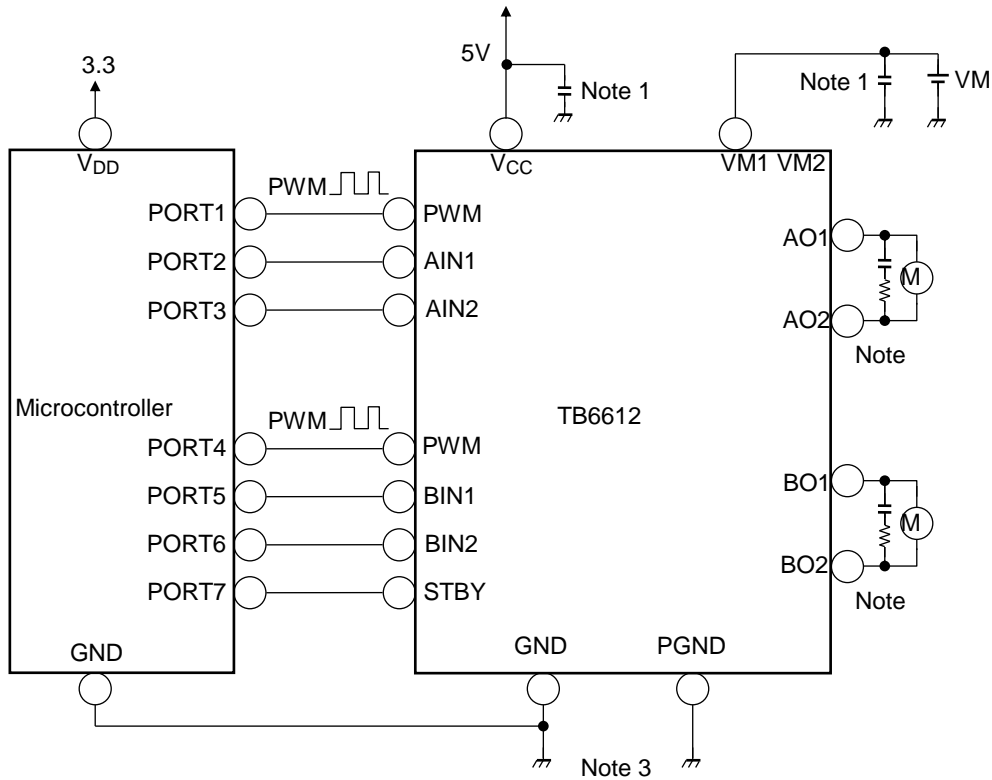 5V
3.3
Note 1
Note 1
VM
VDD
VCC
VM1 VM2
PWM
PORT1
PWM
AO1
PORT2
AIN1
M
PORT3
AIN2
AO2
Note
Microcontroller
PWM
TB6612
PORT4
PWM
BO1
PORT5
BIN1
M
PORT6
BIN2
BO2
PORT7
STBY
Note
GND
GND
PGND
Note 3